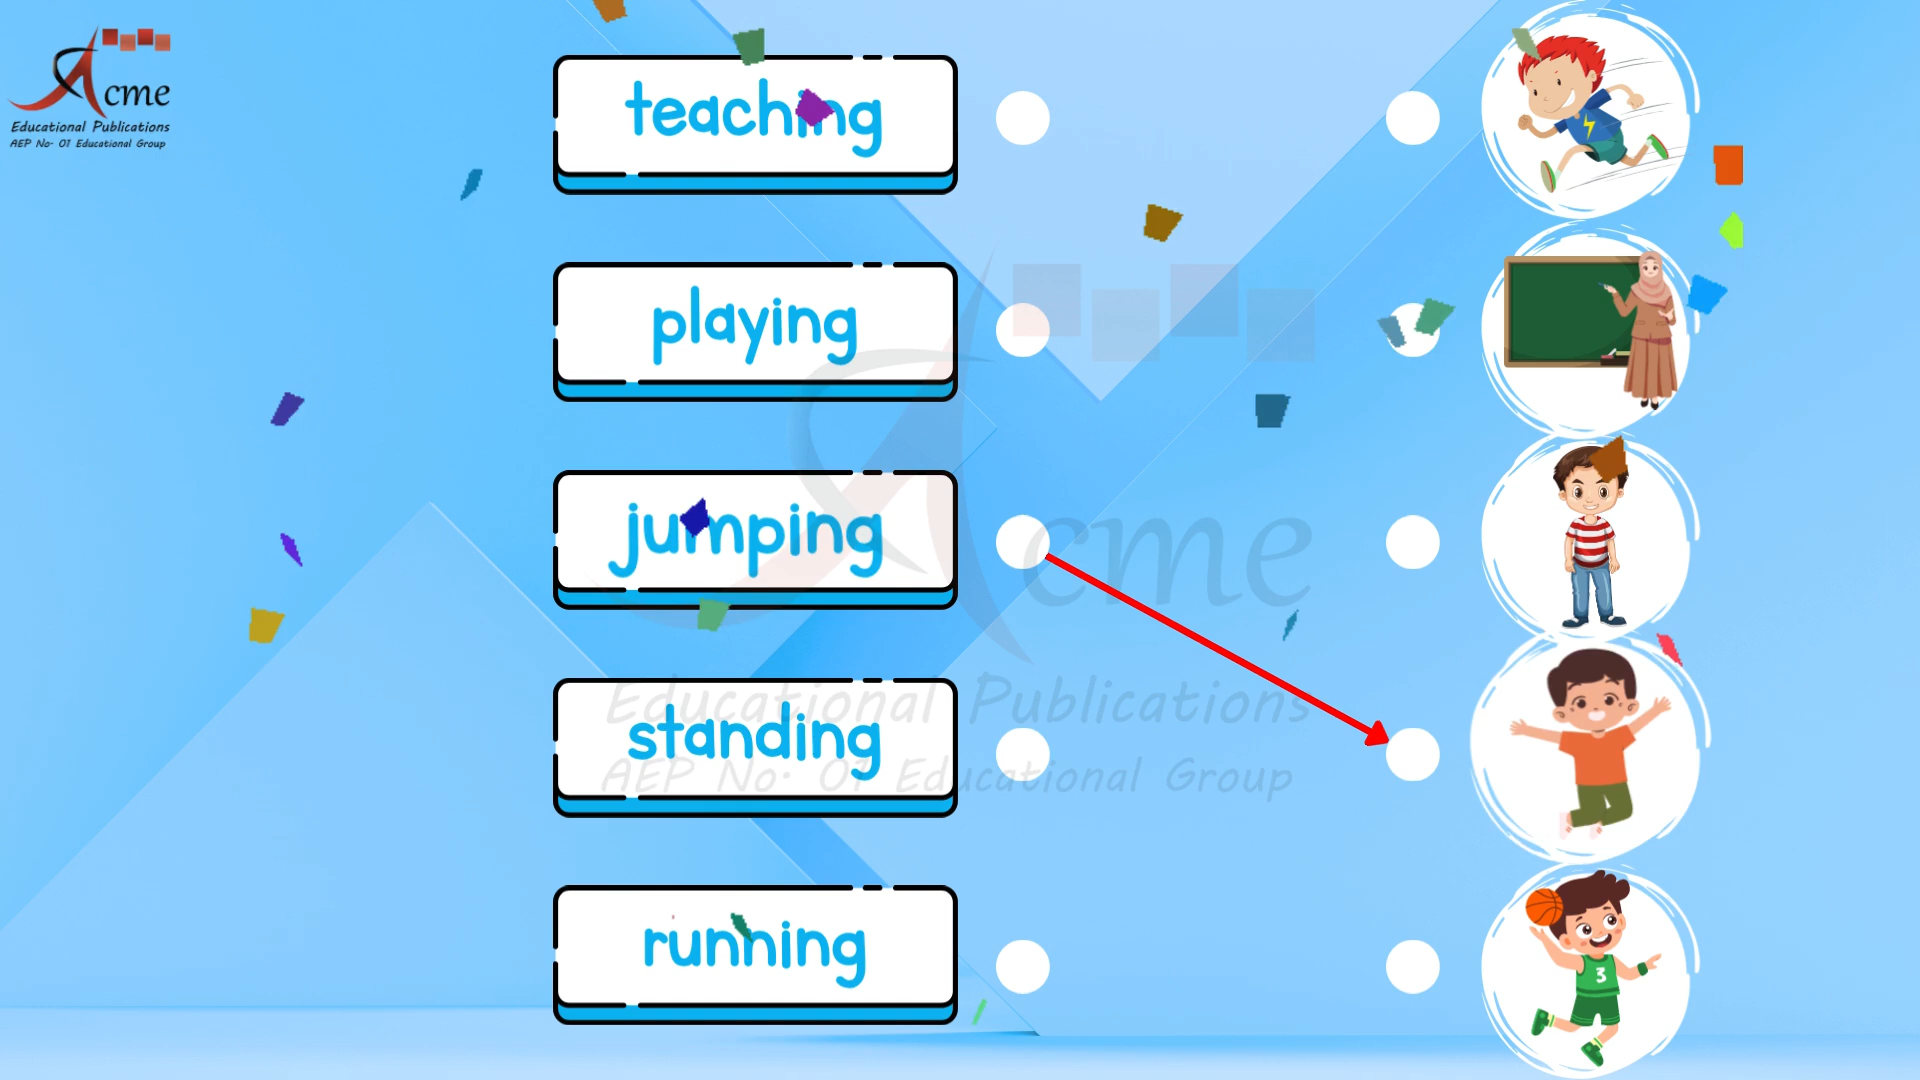 Acme
Educational Publications
AEP No- 01 Educational Group
teaching
playing
jumping
standing
running
Acme
Educational Publications
AEP No- 01 Educational Group
3